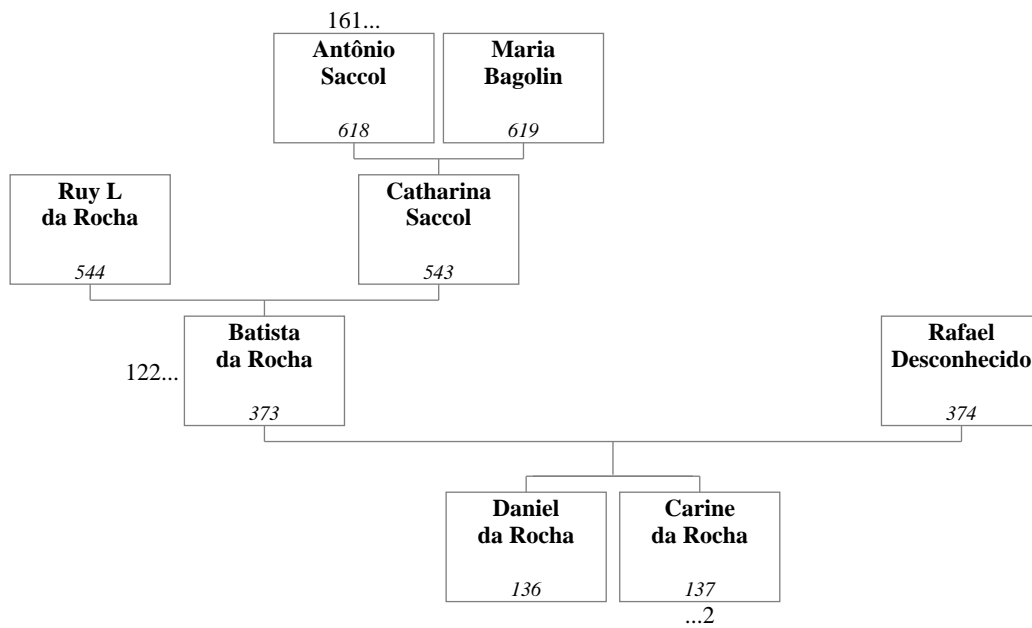 161...
Antônio
Saccol
618
Maria
Bagolin
619
Ruy L
da Rocha
544
Catharina
Saccol
543
122...
Batista
da Rocha
373
Rafael
Desconhecido
374
Daniel
da Rocha
136
Carine
da Rocha
137
...2